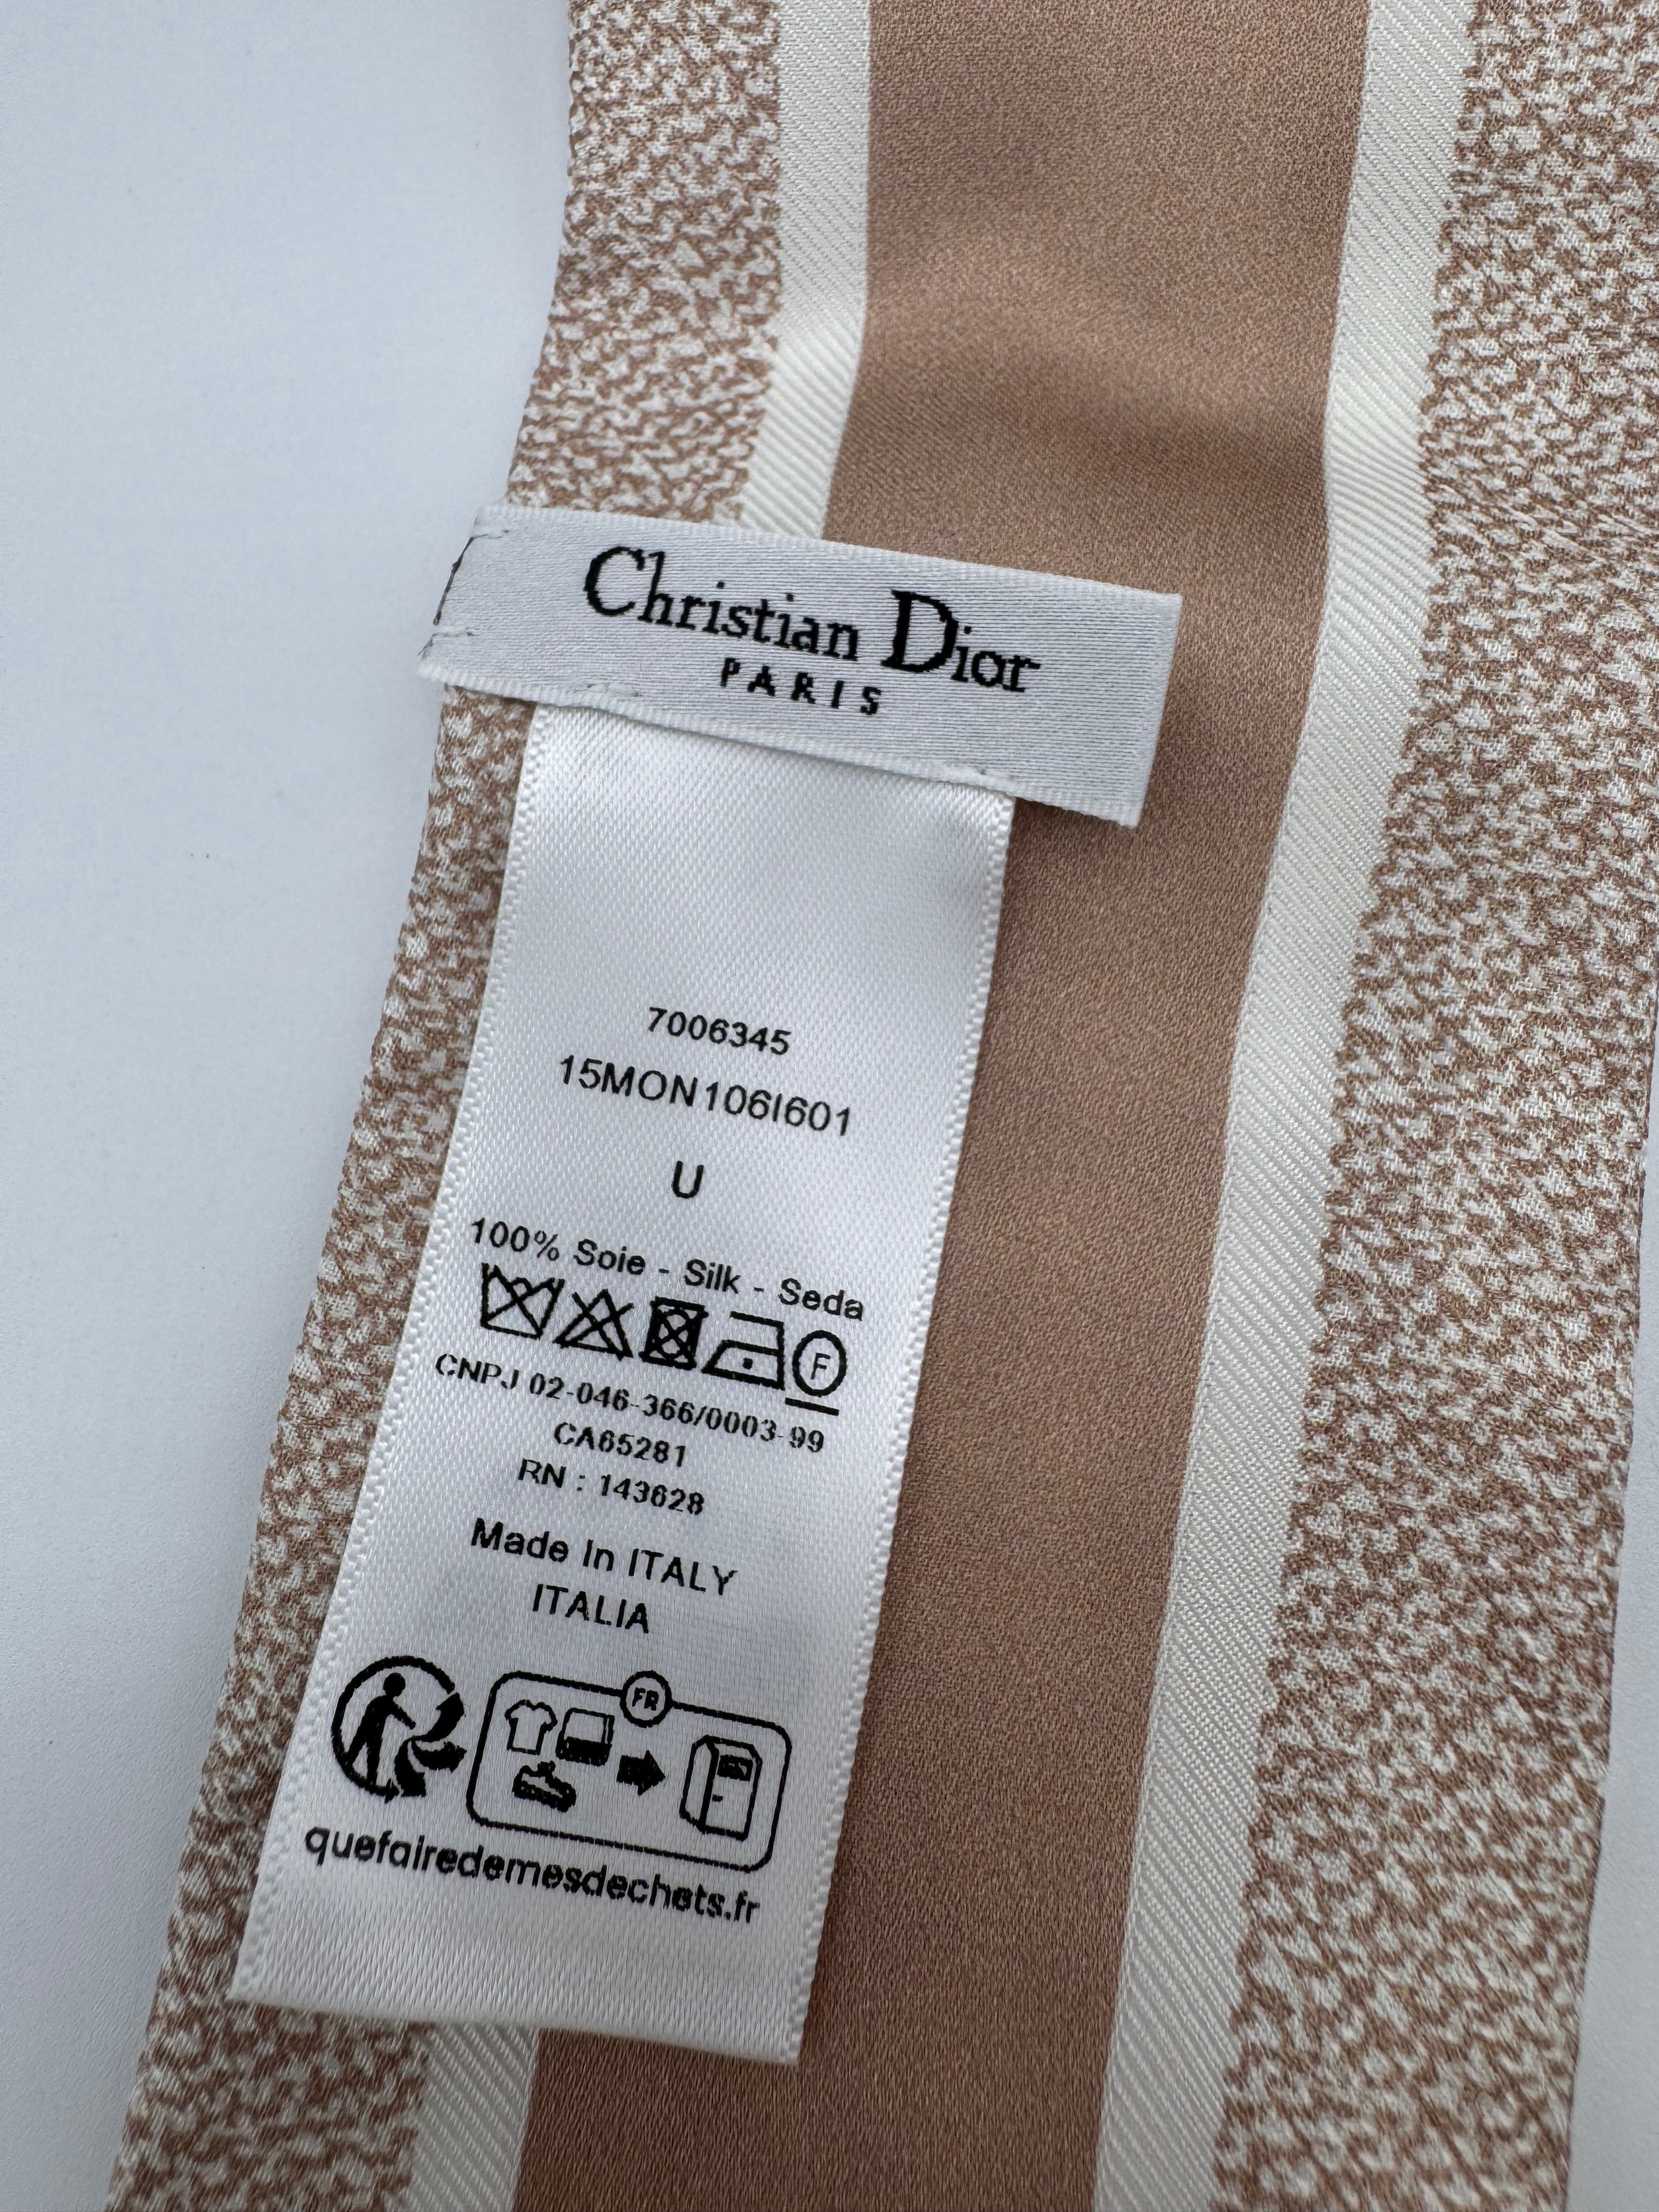 Christian Dior
PARIS
7006345
15MON106I601
U
100% Soie - Silk - Seda
F
CNPJ 02-046-366/0003-99
CA65281
RN : 143628
Made In ITALY
ITALIA
FR
quefairedemesdechets.fr